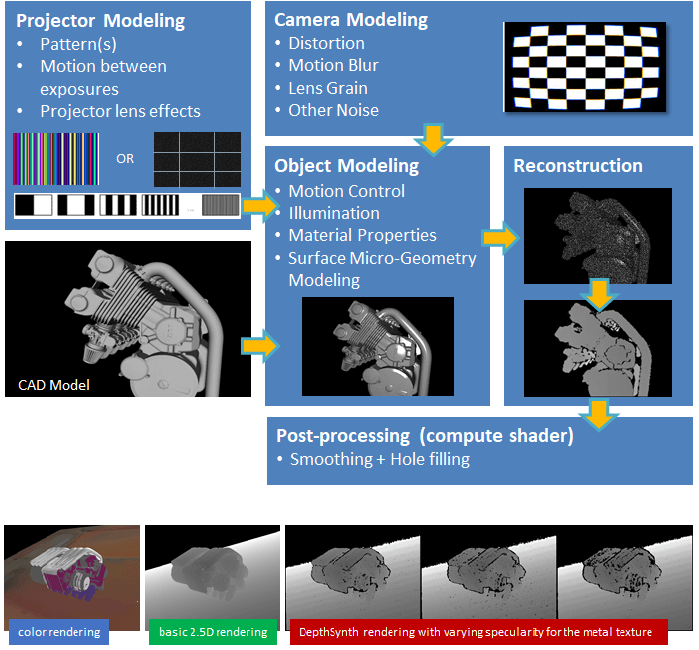 Projector Modeling
• Pattern(s)
• Motion between
exposures
• Projector lens effects
OR
Camera Modeling
• Distortion
• Motion Blur
• Lens Grain
• Other Noise
Object Modeling
• Motion Control
• Illumination
• Material Properties
• Surface Micro-Geometry
Modeling
Reconstruction
CAD Model
Post-processing (compute shader)
• Smoothing + Hole filling
color rendering
basic 2.5D rendering
DepthSynth rendering with varying specularity for the metal texture